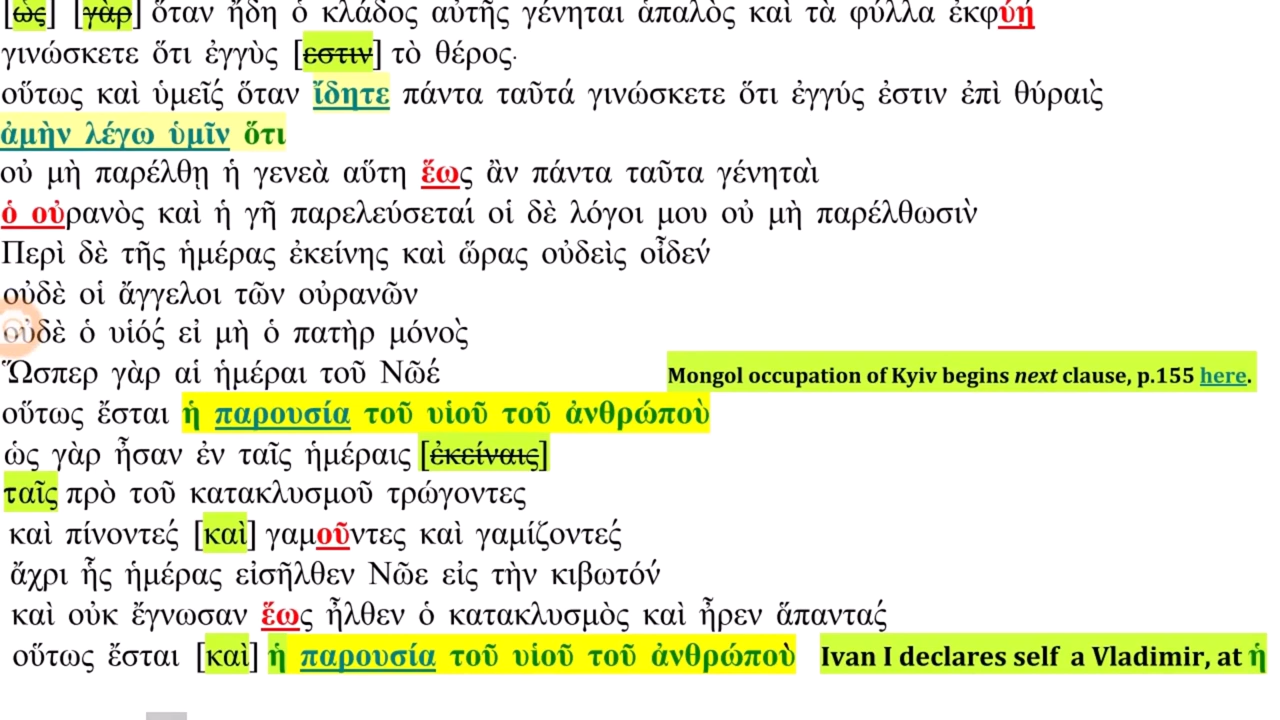 [ὡς] [γὰρ] ὅταν ἤδη ὁ κλάδος αὐτῆς γένηται ἁπαλὸς καὶ τὰ φύλλα ἐκφύῃ
γινώσκετε ὅτι ἐγγὺς [εστιν] τὸ θέρος·
οὕτως καὶ ὑμεῖς́ ὅταν ἴδητε πάντα ταῦτά γινώσκετε ὅτι ἐγγύς ἐστιν ἐπὶ θύραις̀
ἀμὴν λέγω ὑμῖν ὅτι
οὐ μὴ παρέλθῃ ἡ γενεὰ αὕτη ἕως ἂν πάντα ταῦτα γένηταὶ
ὁ οὐρανὸς καὶ ἡ γῆ παρελεύσεταί οἱ δὲ λόγοι μου οὐ μὴ παρέλθωσιν̀
Περὶ δὲ τῆς ἡμέρας ἐκείνης καὶ ὥρας οὐδεὶς οἶδεν́
οὐδὲ οἱ ἄγγελοι τῶν οὐρανῶν
οὐδὲ ὁ υἱός́ εἰ μὴ ὁ πατὴρ μόνος̀
Ὥσπερ γὰρ αἱ ἡμέραι τοῦ Νῶέ Mongol occupation of Kyiv begins next clause, p.155 here.
οὕτως ἔσται ἡ παρουσία τοῦ υἱοῦ τοῦ ἀνθρώποὺ
ὡς γὰρ ἦσαν ἐν ταῖς ἡμέραις [ἐκείναις]
ταῖς πρὸ τοῦ κατακλυσμοῦ τρώγοντες
καὶ πίνοντες́ [καὶ] γαμοῦντες καὶ γαμίζοντες́
ἄχρι ἧς ἡμέρας εἰσῆλθεν Νῶε εἰς τὴν κιβωτόν́
καὶ οὐκ ἔγνωσαν ἕως ἦλθεν ὁ κατακλυσμὸς καὶ ἦρεν ἅπαντας́
οὕτως ἔσται [καὶ] ἡ παρουσία τοῦ υἱοῦ τοῦ ἀνθρώποὺ Ivan I declares self a Vladimir, at ἡ